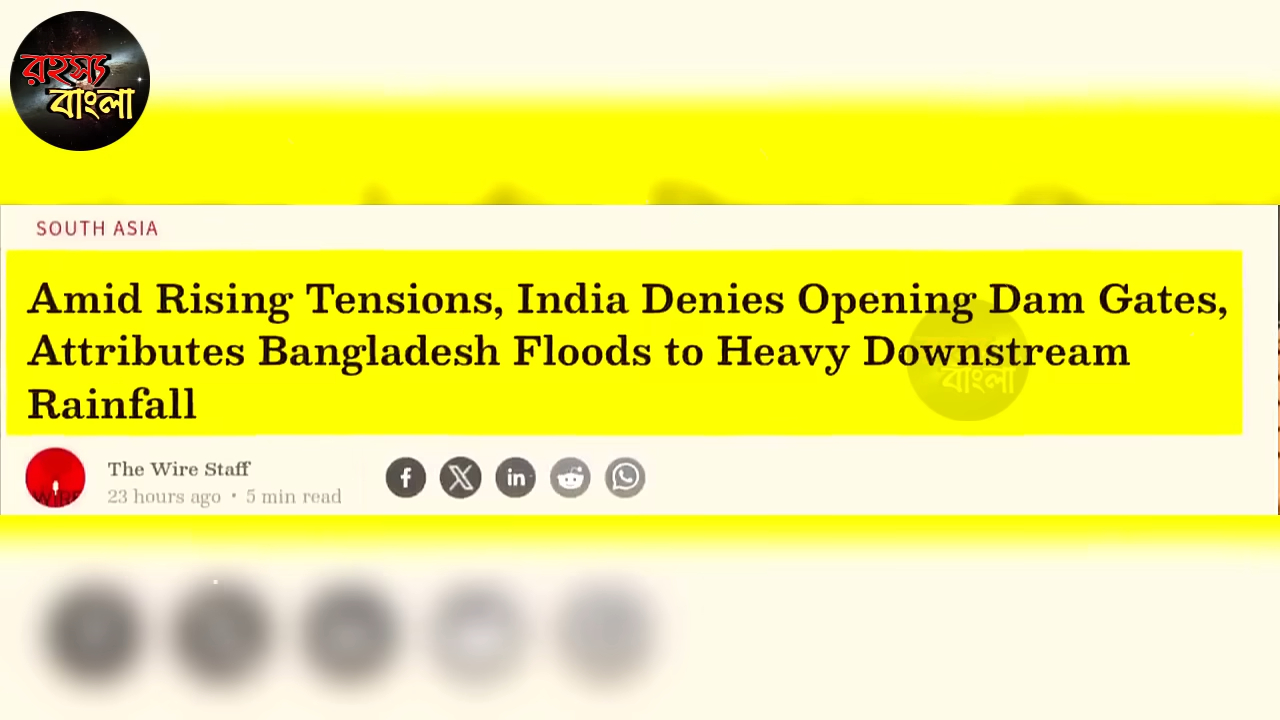 রহস্য
বাংলা
SOUTH ASIA
Amid Rising Tensions, India Denies Opening Dam Gates,
Attributes Bangladesh Floods to Heavy Downstream
Rainfall
The Wire Staff
23 hours ago • 5 min read
WIRE
বাংলা